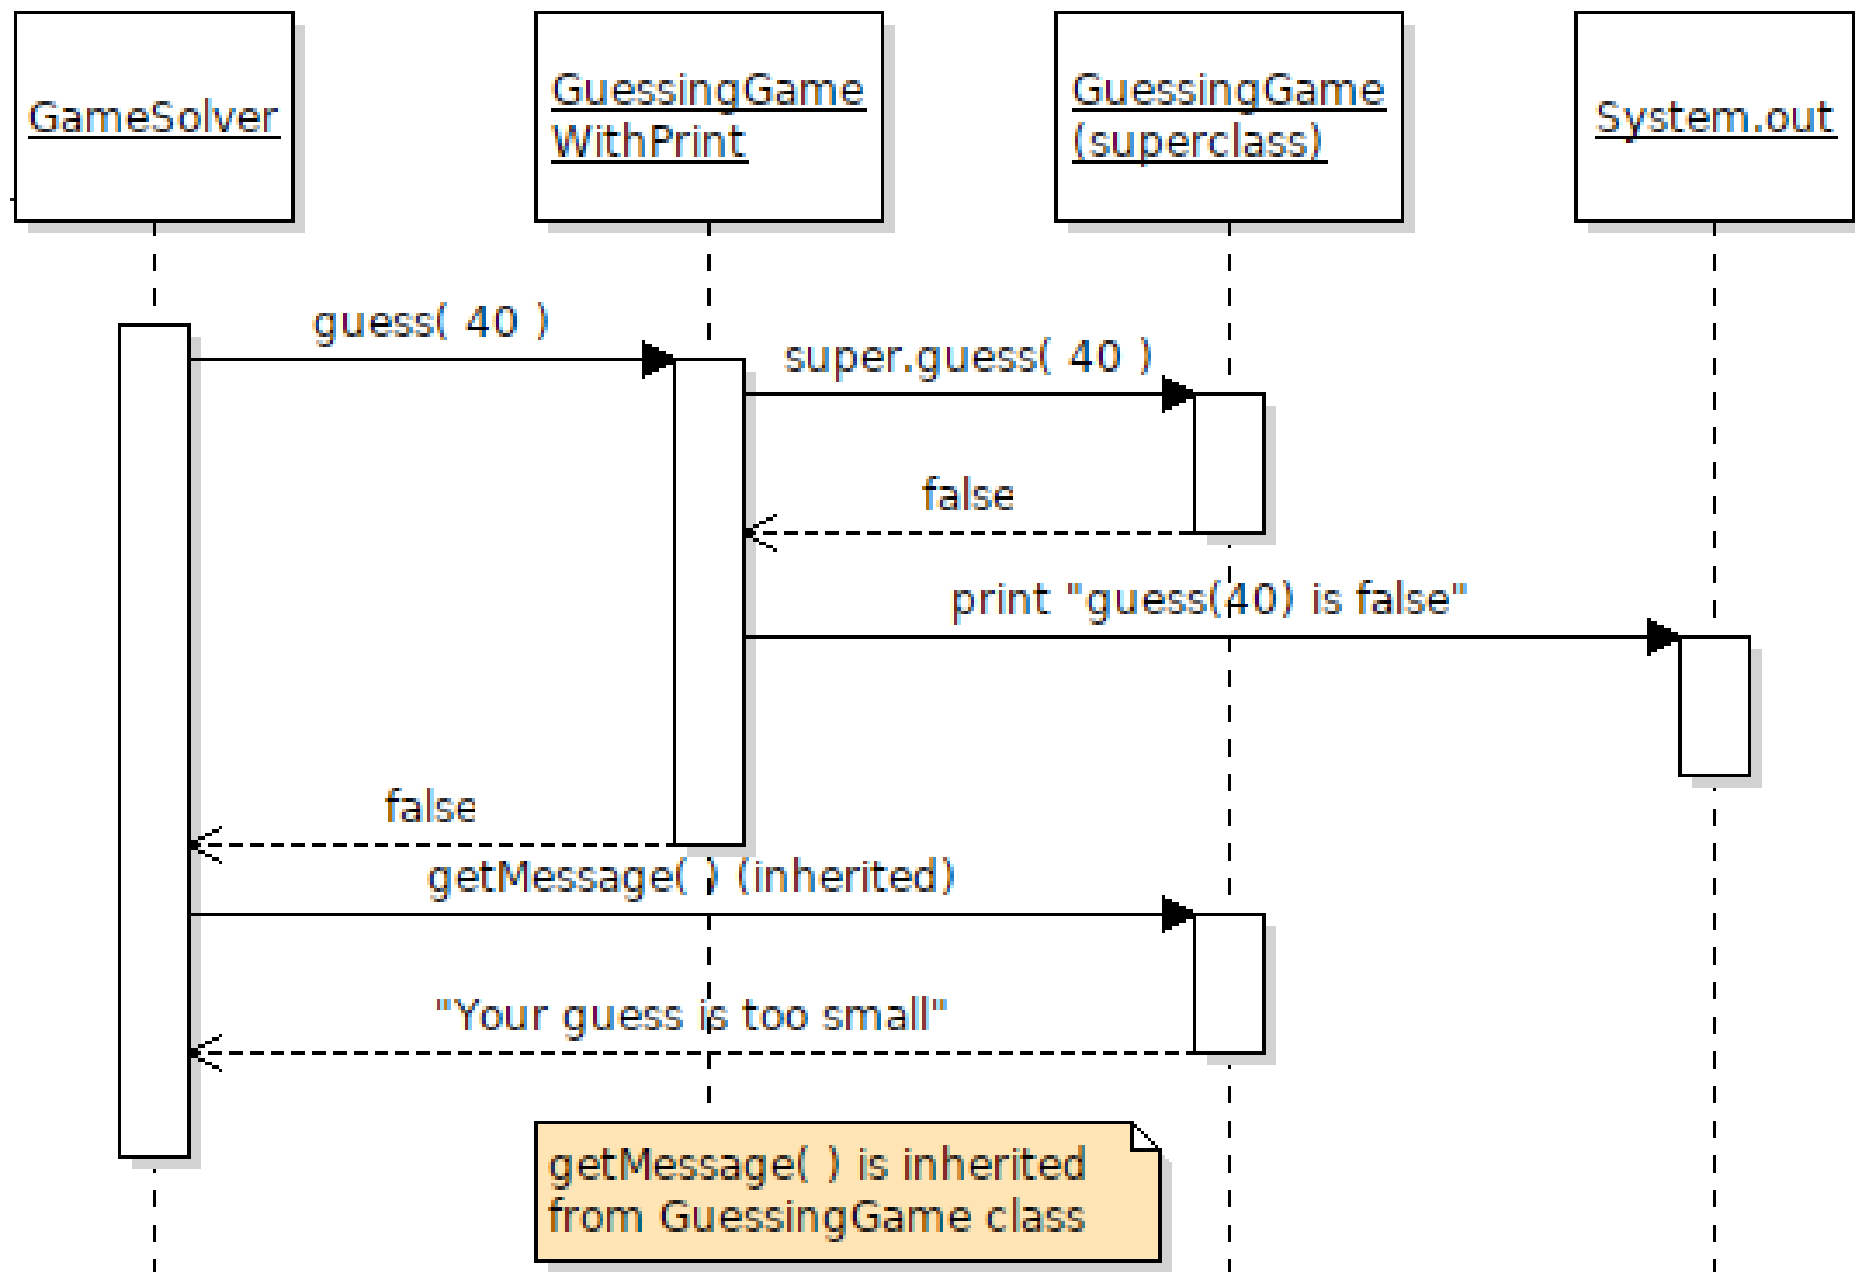 GameSolver
GuessingGame
WithPrint
GuessingGame
(superclass)
System.out
guess( 40 )
super.guess( 40 )
false
print "guess(40) is false"
false
getMessage( ) (inherited)
"Your guess is too small"
getMessage( ) is inherited
from GuessingGame class